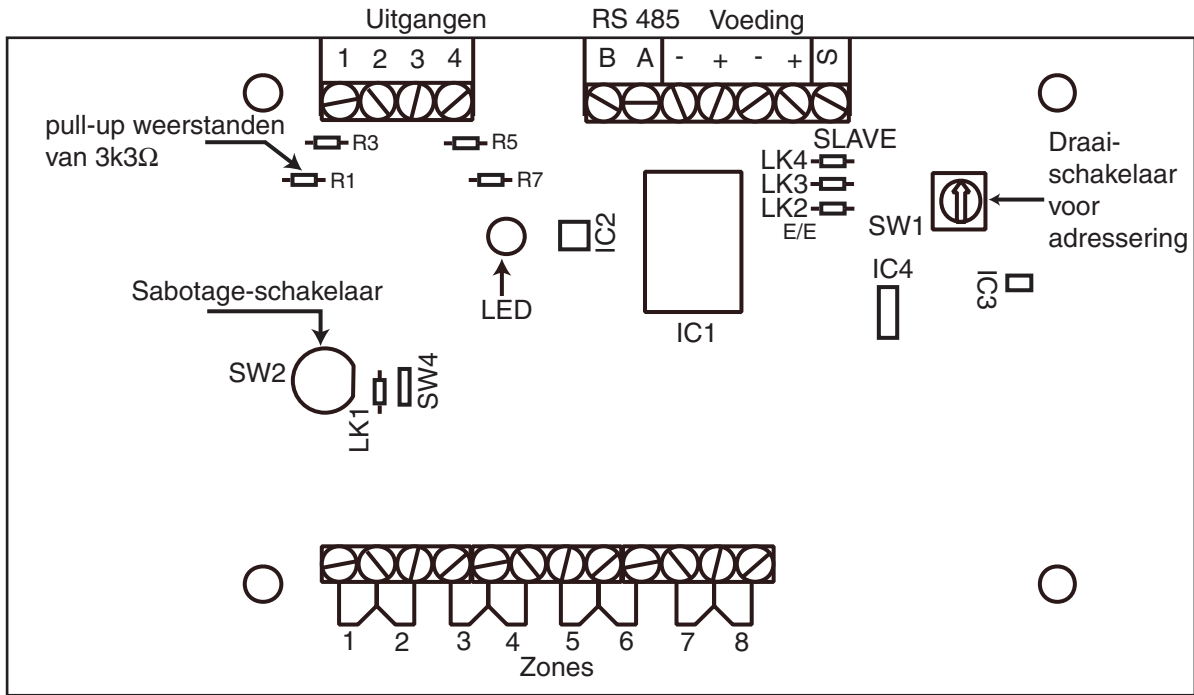 Uitgangen RS 485 Voeding
1 2 3 4 B A - + - + S
pull-up weerstanden
van 3k3Ω
R3 R5
R1 R7
SLAVE
LK4
LK3
LK2
E/E
SW1
Draai-
schakelaar
voor
adressering
IC2
LED
IC1
IC4
IC3
Sabotage-schakelaar
SW2
LK1
SW4
1 2 3 4 5 6 7 8
Zones